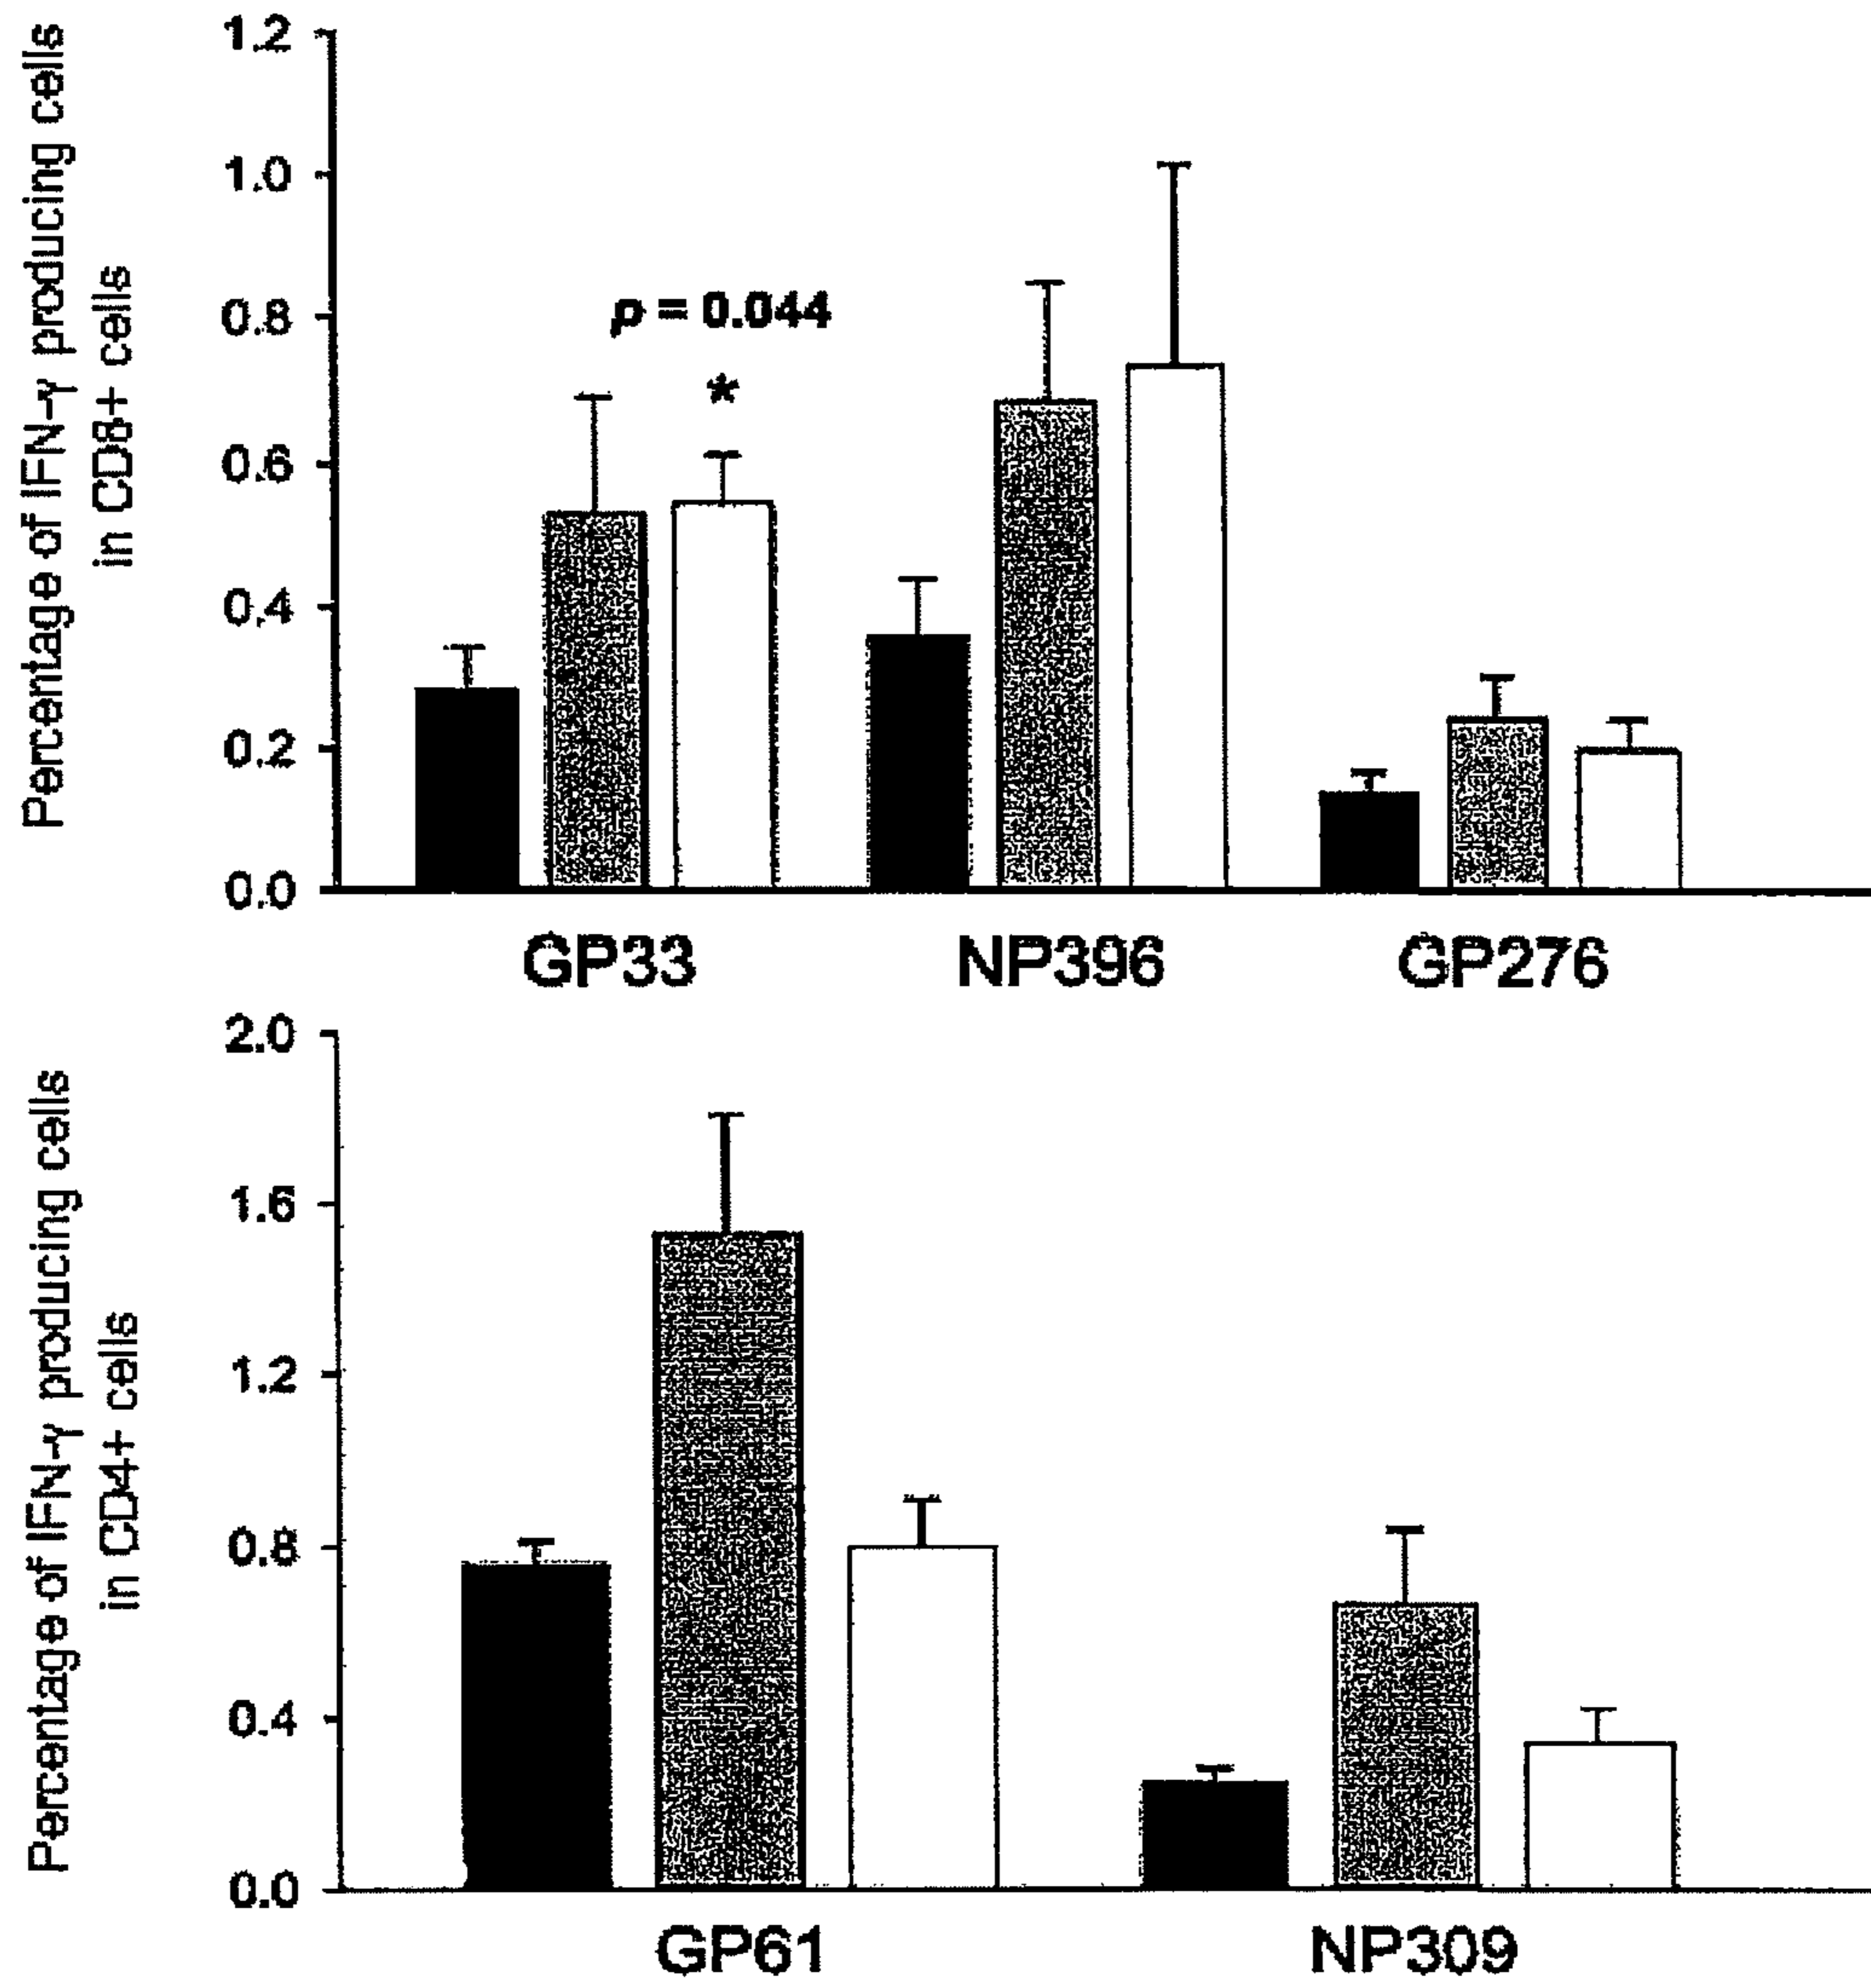 Percentage of IFN-γ producing cells
in CD8+ cells
1.2
1.0
0.8
0.6
0.4
0.2
0.0
p = 0.044
*
GP33 NP396 GP276
Percentage of IFN-γ producing cells
in CD4+ cells
2.0
1.6
1.2
0.8
0.4
0.0
GP61 NP309